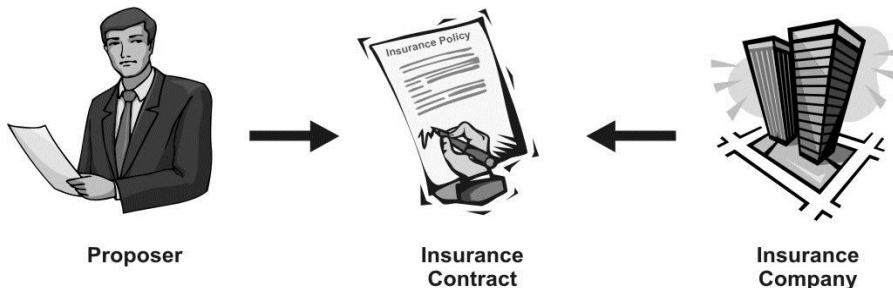 Insurance Policy
Proposer
Insurance
Contract
Insurance
Company